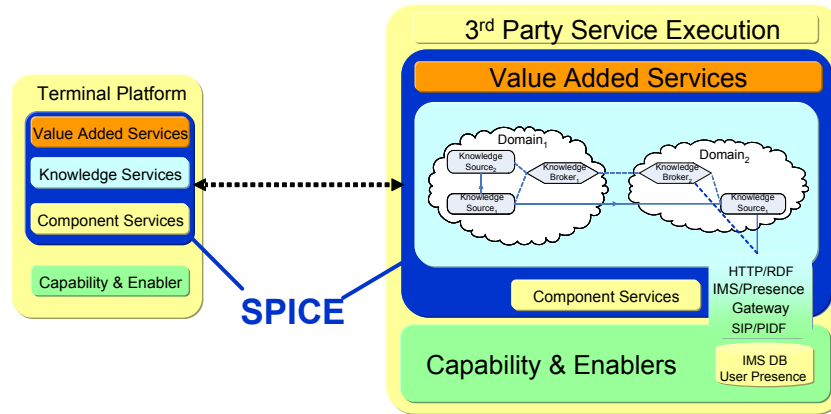 Terminal Platform
Value Added Services
Knowledge Services
Component Services
Capability & Enabler
SPICE
3rd Party Service Execution
Value Added Services
Domain1
Knowledge
Source2
Knowledge
Broker1
Knowledge
Source1
Domain2
Knowledge
Broker2
Knowledge
Source1
Component Services
HTTP/RDF
IMS/Presence
Gateway
SIP/PIDF
Capability & Enablers
IMS DB
User Presence